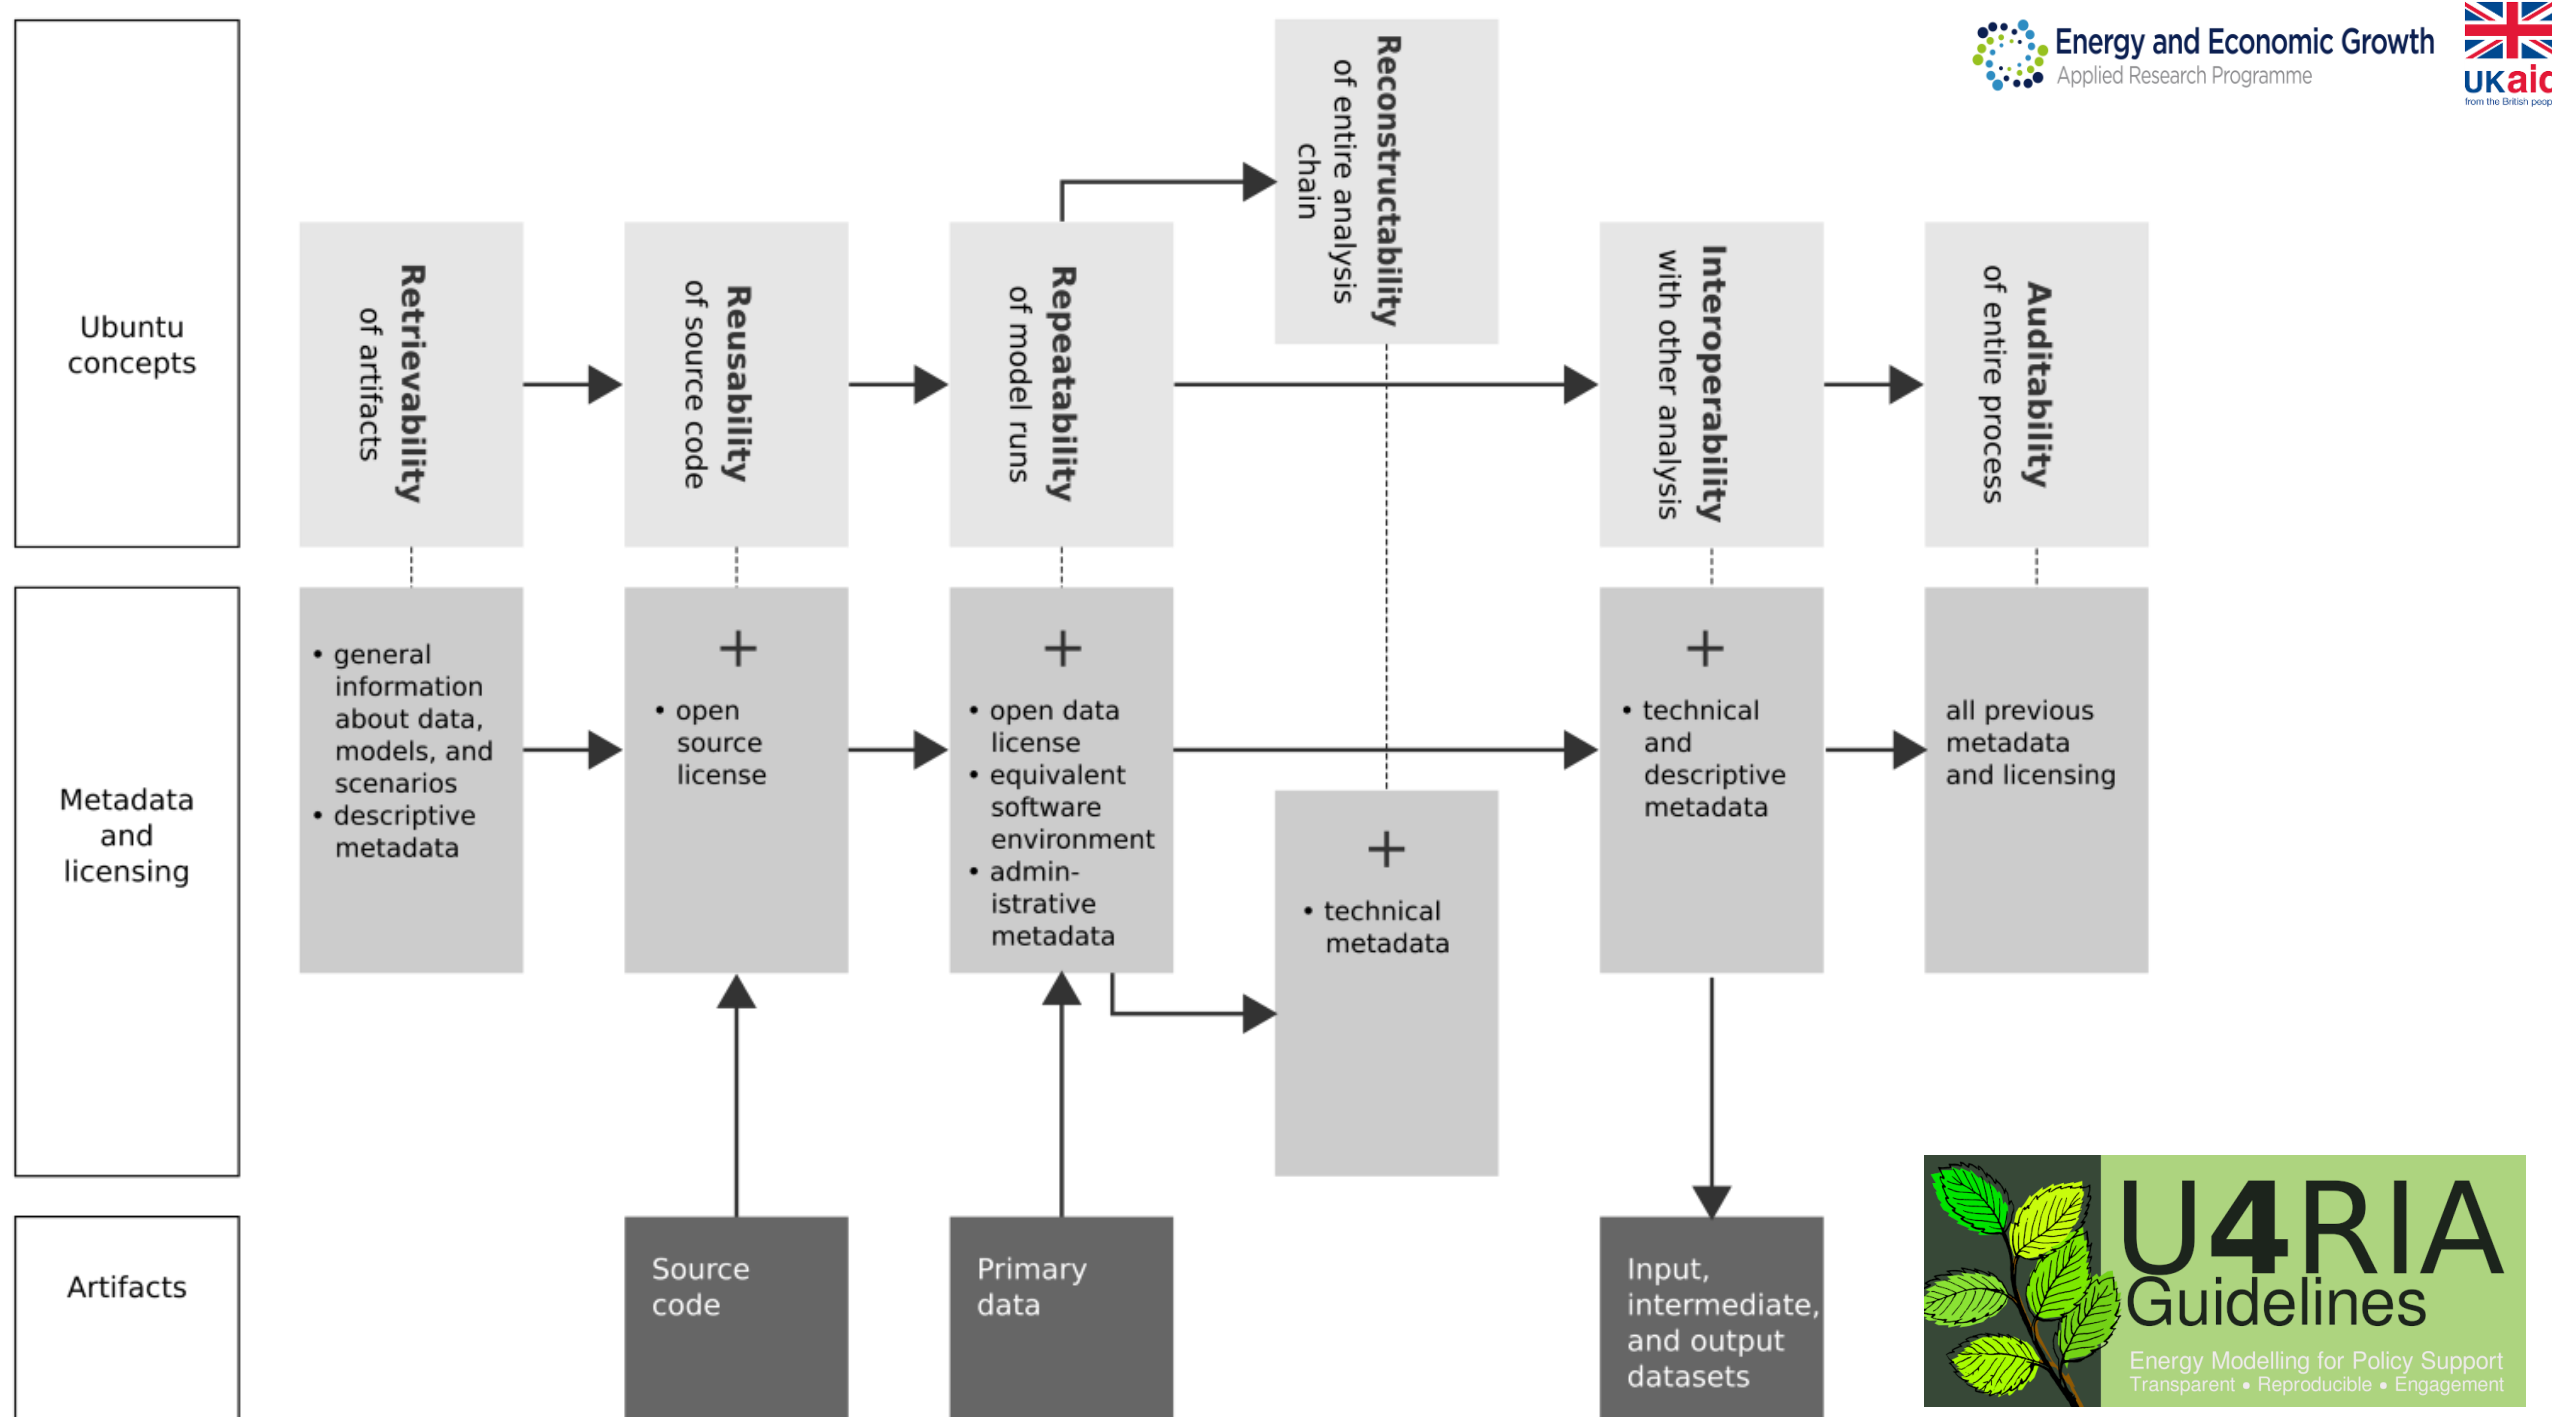 Energy and Economic Growth
Applied Research Programme
UKaid
from the British peop
Ubuntu
concepts
Retrievability
of artifacts
Reusability
of source code
Repeatability
of model runs
Reconstructability
of entire analysis
chain
Interoperability
with other analysis
Auditability
of entire process
Metadata
and
licensing
• general
information
about data,
models, and
scenarios
• descriptive
metadata
+
• open
source
license
+
• open data
license
• equivalent
software
environment
• admin-
istrative
metadata
+
• technical
metadata
+
• technical
and
descriptive
metadata
all previous
metadata
and licensing
Artifacts
Source
code
Primary
data
Input,
intermediate,
and output
datasets
U4RIA
Guidelines
Energy Modelling for Policy Support
Transparent • Reproducible • Engagement